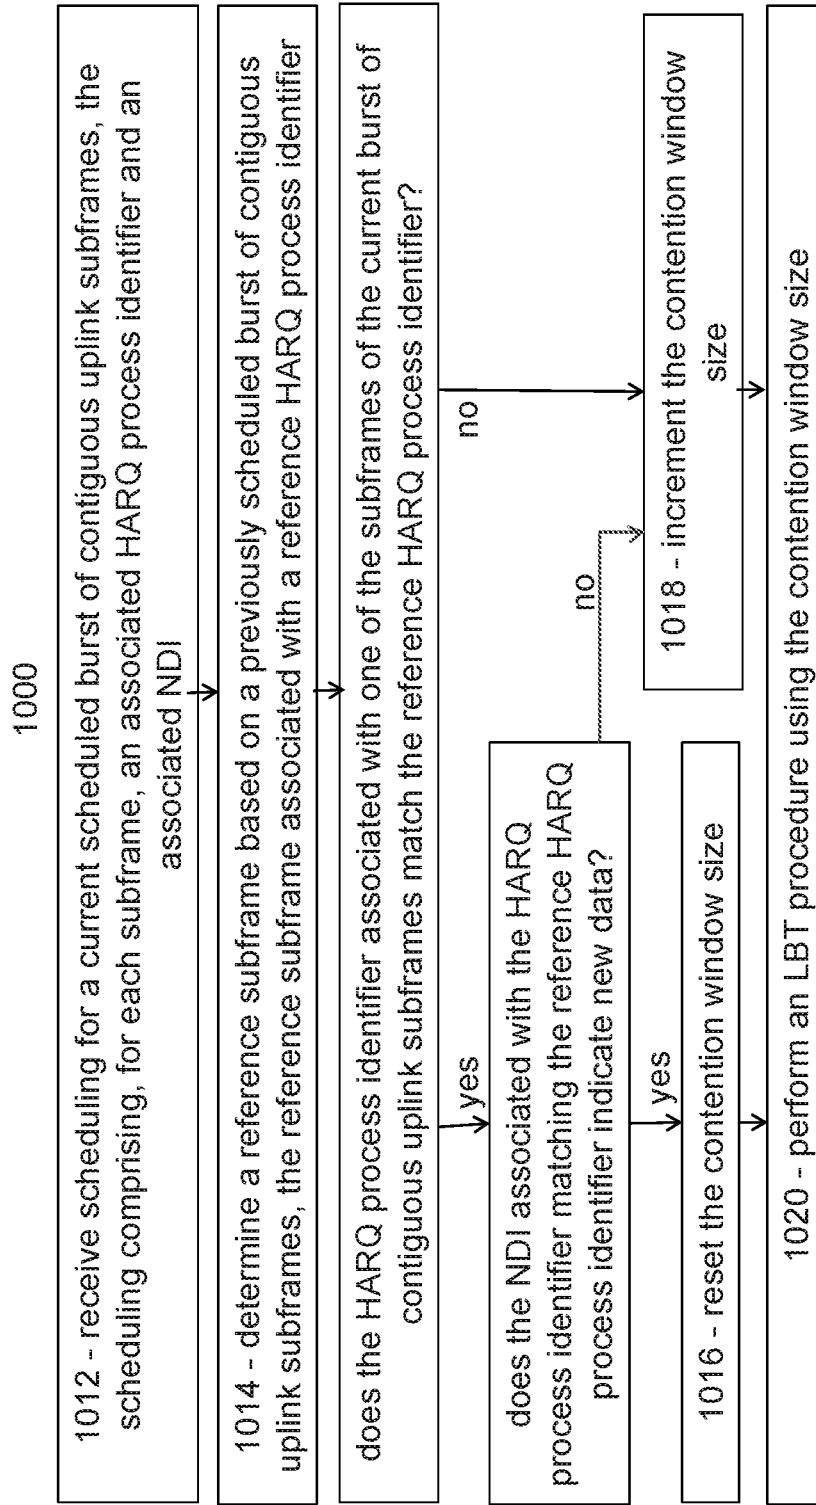 1000
1012 - receive scheduling for a current scheduled burst of contiguous uplink subframes, the
scheduling comprising, for each subframe, an associated HARQ process identifier and an
associated NDI
1014 - determine a reference subframe based on a previously scheduled burst of contiguous
uplink subframes, the reference subframe associated with a reference HARQ process identifier
does the HARQ process identifier associated with one of the subframes of the current burst of
contiguous uplink subframes match the reference HARQ process identifier?
yes
no
does the NDI associated with the HARQ
process identifier matching the reference HARQ
process identifier indicate new data?
no
yes
1016 - reset the contention window size
1018 - increment the contention window
size
1020 - perform an LBT procedure using the contention window size